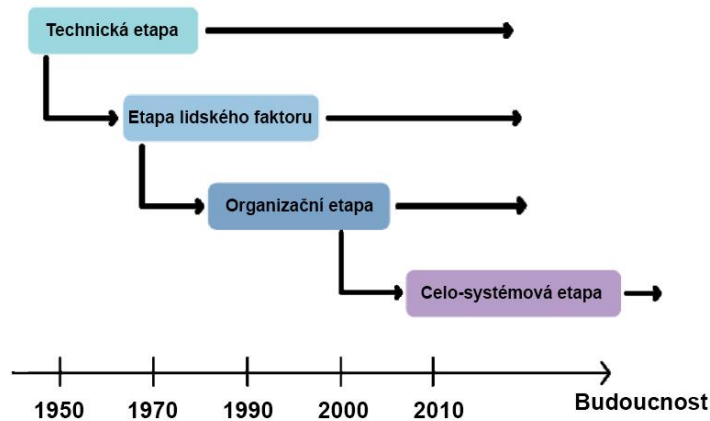 Technická etapa
Etapa lidského faktoru
Organizační etapa
Celo-systémová etapa
1950 1970 1990 2000 2010 Budoucnost